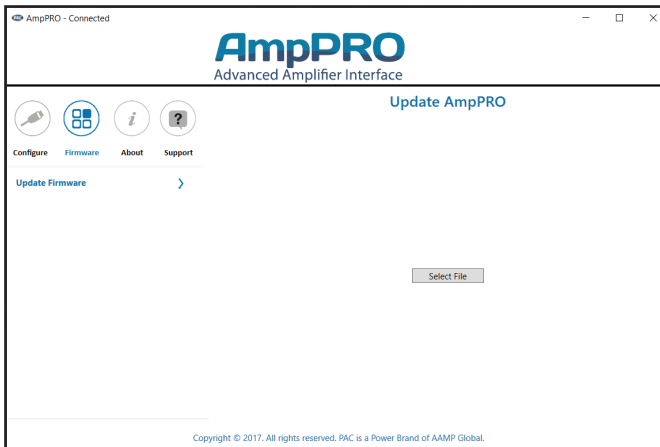 PAC AmpPRO - Connected
AmpPRO
Advanced Amplifier Interface
Update AmpPRO
?
Configure Firmware About Support
Update Firmware
Select File
Copyright © 2017. All rights reserved. PAC is a Power Brand of AAMP Global.